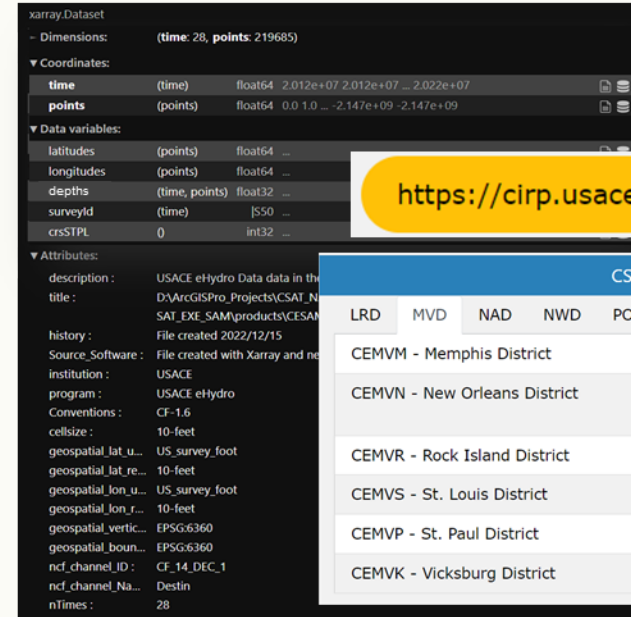 xarray.Dataset
- Dimensions: (time: 28, points: 219685)
▼ Coordinates:
time (time) float64 2.012e+07 2.012e+07 ... 2.022e+07
points (points) float64 0.0 1.0 ... -2.147e+09 -2.147e+09
▼ Data variables:
latitudes (points) float64 ...
longitudes (points) float64 ...
depths (time, points) float32 ...
surveyId (time) |S50 ...
crsSTPL () int32 ...
▼ Attributes:
description : USACE eHydro Data data in the
title : D:\ArcGISPro_Projects\CSAT_N
SAT_EXE_SAM\products\CESAM
history : File created 2022/12/15
Source_Software : File created with Xarray and ne
institution : USACE
program : USACE eHydro
Conventions : CF-1.6
cellsize : 10-feet
geospatial_lat_u... US_survey_foot
geospatial_lat_re... 10-feet
geospatial_lon_u... US_survey_foot
geospatial_lon_r... 10-feet
geospatial_vertic... EPSG:6360
geospatial_boun... EPSG:6360
ncf_channel_ID : CF_14_DEC_1
ncf_channel_Na... Destin
nTimes : 28
https://cirp.usace
CS
LRD MVD NAD NWD PO
CEMVM - Memphis District
CEMVN - New Orleans District
CEMVR - Rock Island District
CEMVS - St. Louis District
CEMVP - St. Paul District
CEMVK - Vicksburg District